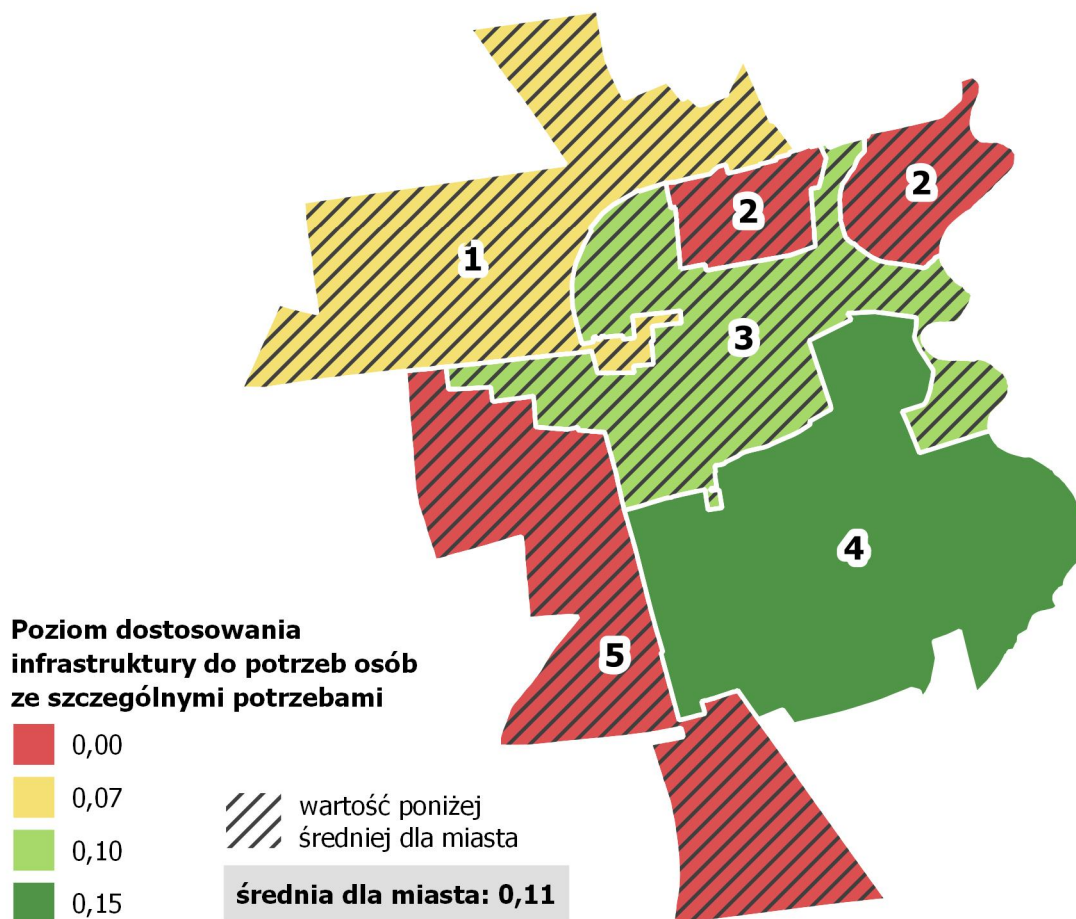 1
2
2
3
4
5
Poziom dostosowania
infrastruktury do potrzeb osób
ze szczególnymi potrzebami
0,00
0,07
0,10
0,15
wartość poniżej
średniej dla miasta
średnia dla miasta: 0,11